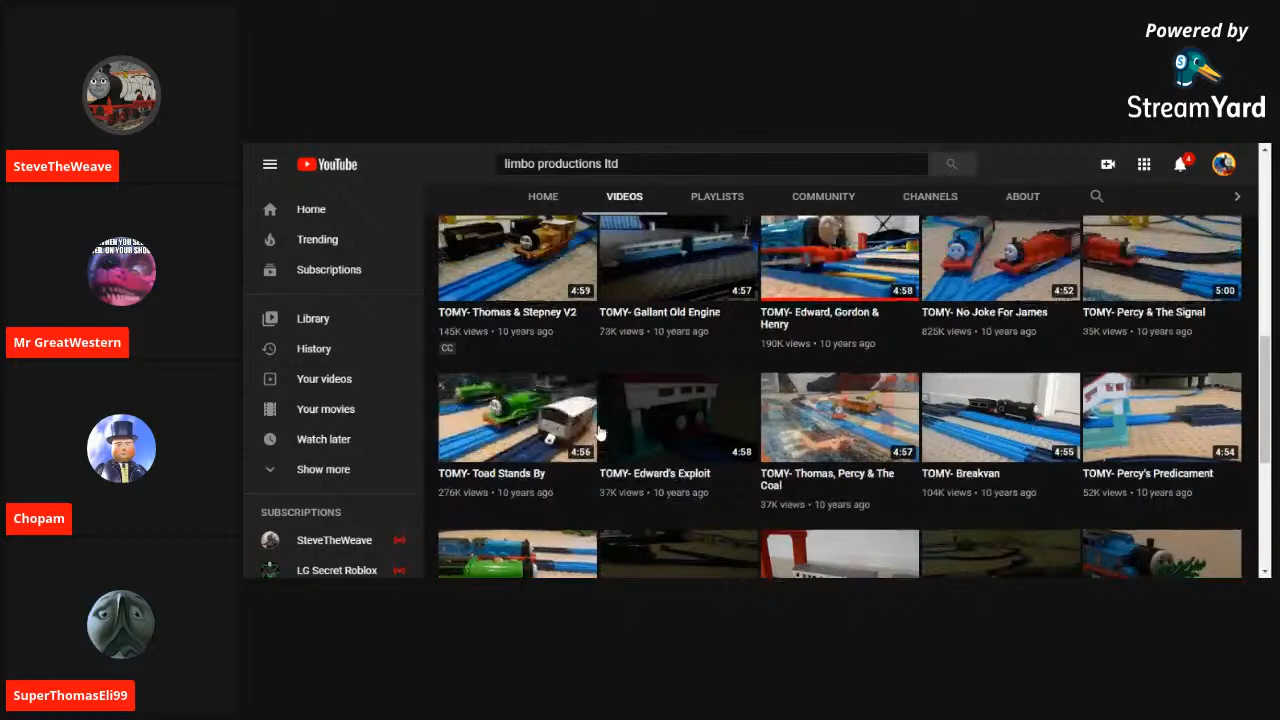 Powered by
StreamYard
SteveTheWeave
WHEN YOU SEE
ON YOUR SHO
Mr GreatWestern
Chopam
SuperThomasEli99
YouTube
limbo productions ltd
4
HOME
VIDEOS
PLAYLISTS
COMMUNITY
CHANNELS
ABOUT
Home
Trending
Subscriptions
Library
History
Your videos
Your movies
Watch later
Show more
SUBSCRIPTIONS
SteveTheWeave
LG Secret Roblox
4:59
4:57
4:58
4:52
5:00
TOMY- Thomas & Stepney V2
145K views • 10 years ago
CC
TOMY- Gallant Old Engine
73K views • 10 years ago
TOMY- Edward, Gordon &
Henry
190K views • 10 years ago
TOMY- No Joke For James
825K views • 10 years ago
TOMY- Percy & The Signal
35K views • 10 years ago
4:56
4:58
4:57
4:55
4:54
TOMY- Toad Stands By
276K views • 10 years ago
TOMY- Edward's Exploit
37K views • 10 years ago
TOMY- Thomas, Percy & The
Coal
37K views • 10 years ago
TOMY- Breakvan
104K views • 10 years ago
TOMY- Percy's Predicament
52K views • 10 years ago